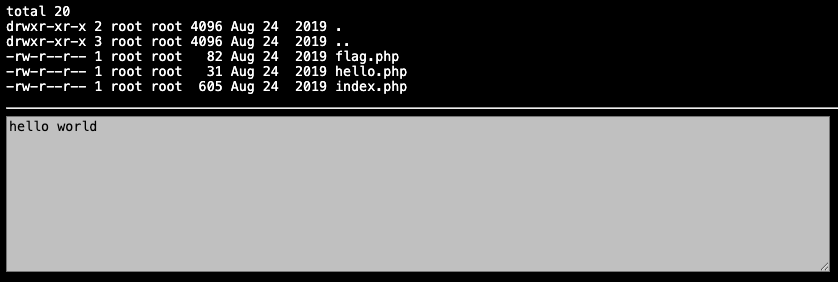 total 20
drwxr-xr-x 2 root root 4096 Aug 24  2019 .
drwxr-xr-x 3 root root 4096 Aug 24  2019 ..
-rw-r--r-- 1 root root   82 Aug 24  2019 flag.php
-rw-r--r-- 1 root root   31 Aug 24  2019 hello.php
-rw-r--r-- 1 root root  605 Aug 24  2019 index.php
hello world